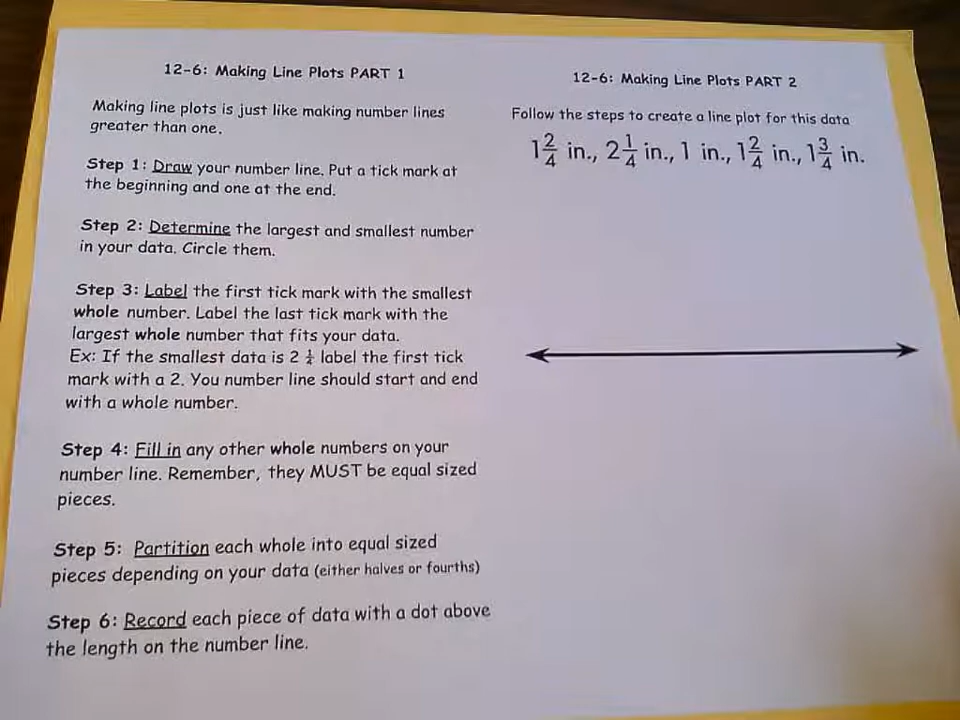 12-6: Making Line Plots PART 1
Making line plots is just like making number lines
greater than one.
Step 1: Draw your number line. Put a tick mark at
the beginning and one at the end.
Step 2: Determine the largest and smallest number
in your data. Circle them.
Step 3: Label the first tick mark with the smallest
whole number. Label the last tick mark with the
largest whole number that fits your data.
Ex: If the smallest data is 2 ¼ label the first tick
mark with a 2. You number line should start and end
with a whole number.
Step 4: Fill in any other whole numbers on your
number line. Remember, they MUST be equal sized
pieces.
Step 5: Partition each whole into equal sized
pieces depending on your data (either halves or fourths)
Step 6: Record each piece of data with a dot above
the length on the number line.
12-6: Making Line Plots PART 2
Follow the steps to create a line plot for this data
1 2/4 in., 2 1/4 in., 1 in., 1 2/4 in., 1 3/4 in.